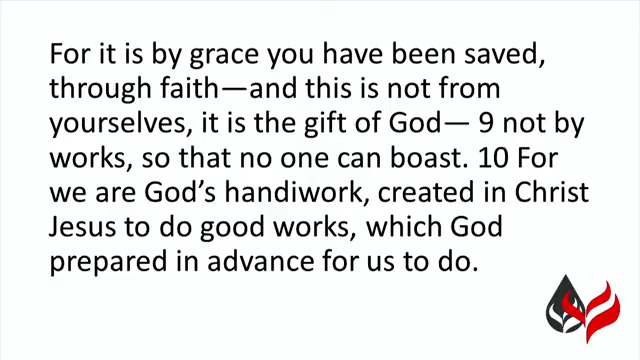 For it is by grace you have been saved,
through faith—and this is not from
yourselves, it is the gift of God— 9 not by
works, so that no one can boast. 10 For
we are God’s handiwork, created in Christ
Jesus to do good works, which God
prepared in advance for us to do.